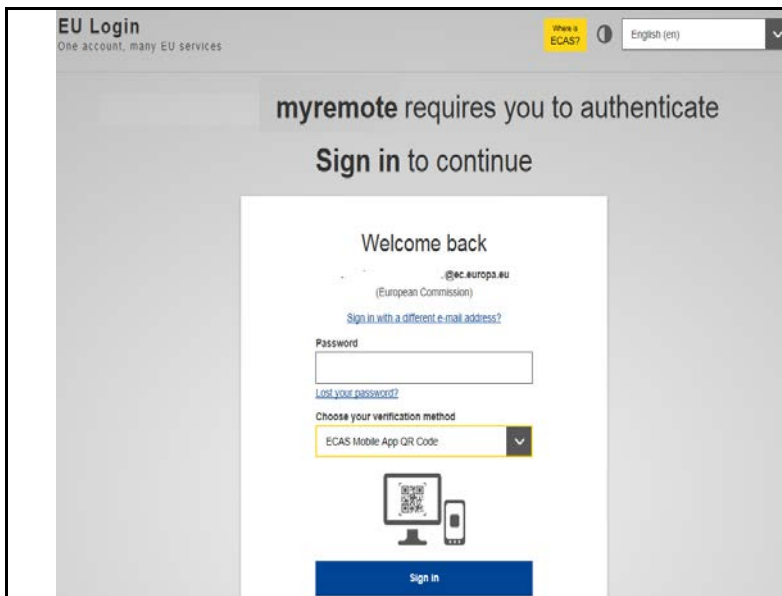 EU Login
One account, many EU services
Where is
ECAS?
English (en)
myremote requires you to authenticate
Sign in to continue
Welcome back
@ec.europa.eu
(European Commission)
Sign in with a different e-mail address?
Password
Lost your password?
Choose your verification method
ECAS Mobile App QR Code
Sign in